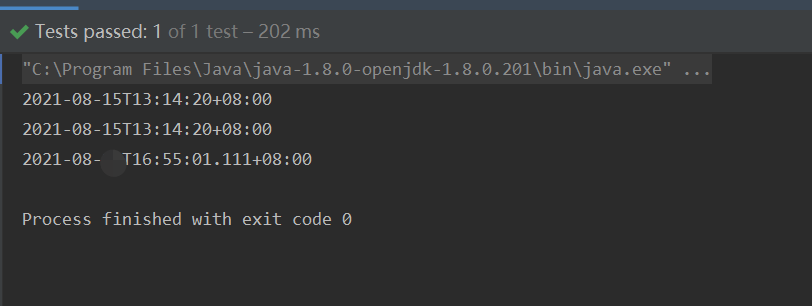 Tests passed: 1 of 1 test – 202 ms
"C:\Program Files\Java\java-1.8.0-openjdk-1.8.0.201\bin\java.exe" ...
2021-08-15T13:14:20+08:00
2021-08-15T13:14:20+08:00
2021-08- T16:55:01.111+08:00
Process finished with exit code 0